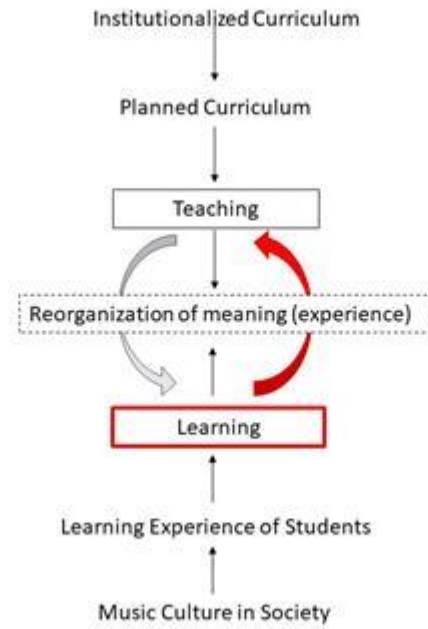 Institutionalized Curriculum
Planned Curriculum
Teaching
Reorganization of meaning (experience)
Learning
Learning Experience of Students
Music Culture in Society